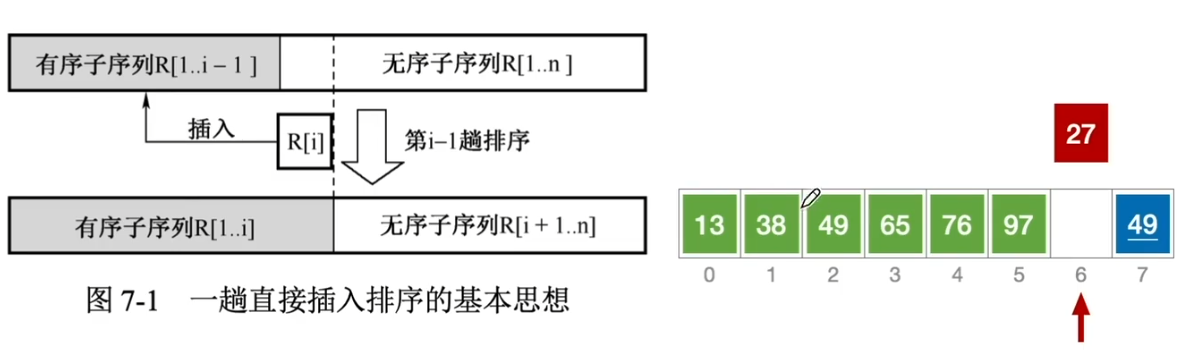 有序子序列R[1..i – 1 ]
无序子序列R[1..n ]
插入
R[i]
第i–1趟排序
有序子序列R[1..i]
无序子序列R[i + 1..n]
图 7-1 一趟直接插入排序的基本思想
27
13 38 49 65 76 97 49
0 1 2 3 4 5 6 7